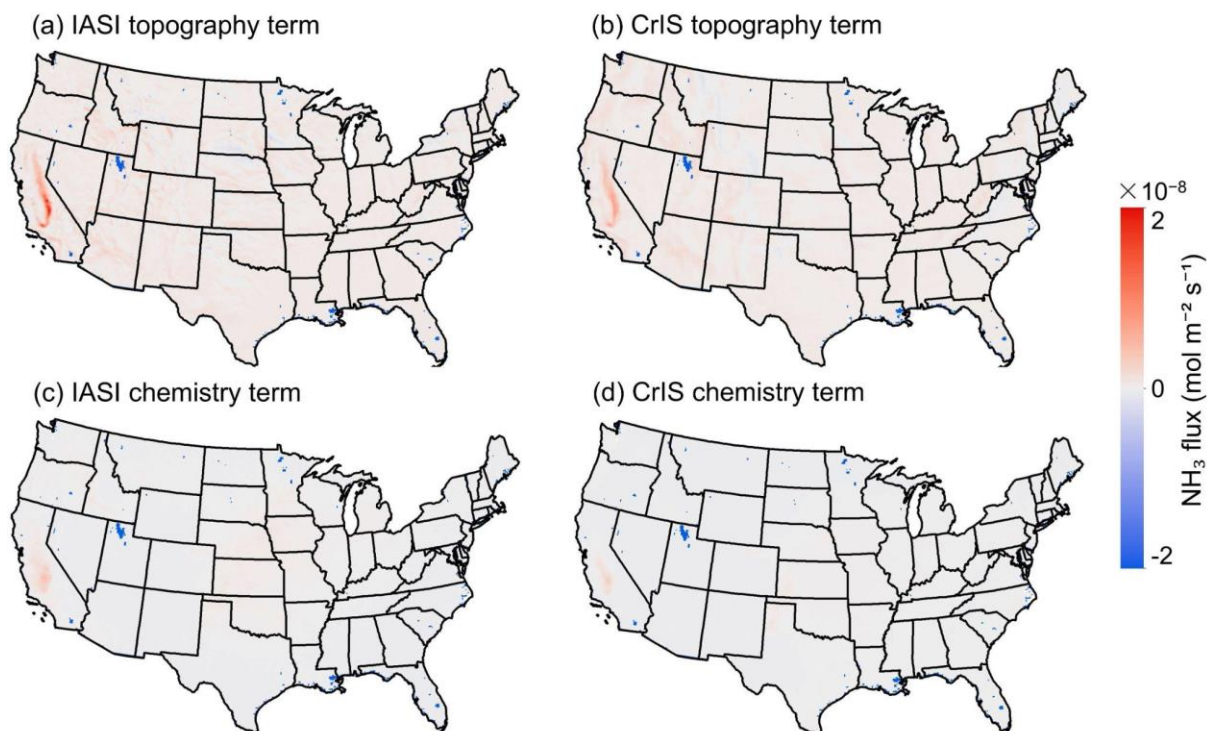 (a) IASI topography term
(b) CrIS topography term
(c) IASI chemistry term
(d) CrIS chemistry term
×10⁻⁸
2
0
-2
NH₃ flux (mol m⁻² s⁻¹)